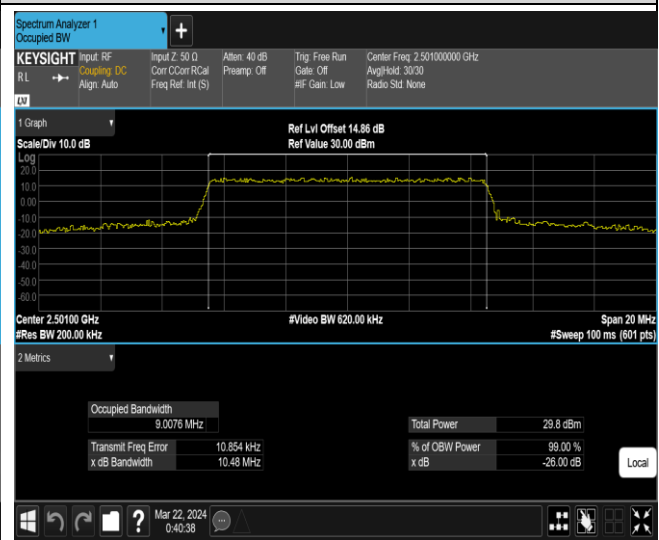 Spectrum Analyzer 1
Occupied BW
+
KEYSIGHT Input: RF Input Z: 50 Ω Atten: 40 dB Trig: Free Run Center Freq: 2.501000000 GHz
RL Coupling: DC Corr CCorr RCal Preamp: Off Gate: Off Avg|Hold: 30/30
Align: Auto Freq Ref: Int (S) #IF Gain: Low Radio Std: None
LXI
1 Graph
Ref Lvl Offset 14.86 dB
Scale/Div 10.0 dB Ref Value 30.00 dBm
Log
20.0
10.0
0.00
-10.0
-20.0
-30.0
-40.0
-50.0
-60.0
Center 2.50100 GHz #Video BW 620.00 kHz Span 20 MHz
#Res BW 200.00 kHz #Sweep 100 ms (601 pts)
2 Metrics
Occupied Bandwidth
9.0076 MHz Total Power 29.8 dBm
Transmit Freq Error 10.854 kHz % of OBW Power 99.00 %
x dB Bandwidth 10.48 MHz x dB -26.00 dB
Local
? Mar 22, 2024
0:40:38